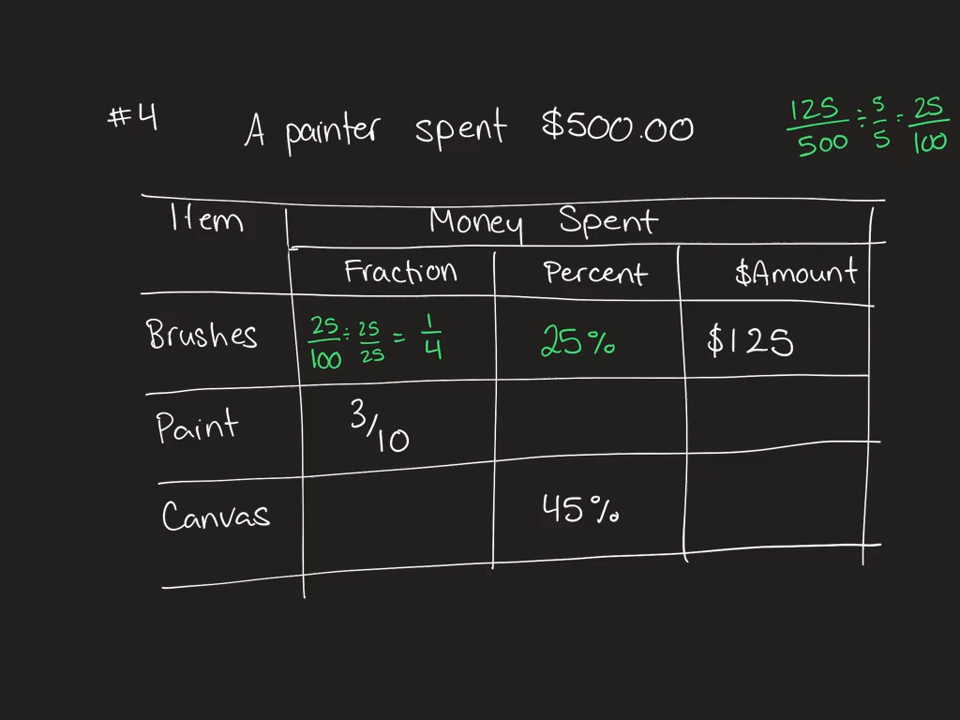 #4 A painter spent $500.00
125/500 ÷ 5/5 = 25/100
Item Money Spent
Fraction Percent $Amount
Brushes 25/100 ÷ 25/25 = 1/4 25% $125
Paint 3/10
Canvas 45%